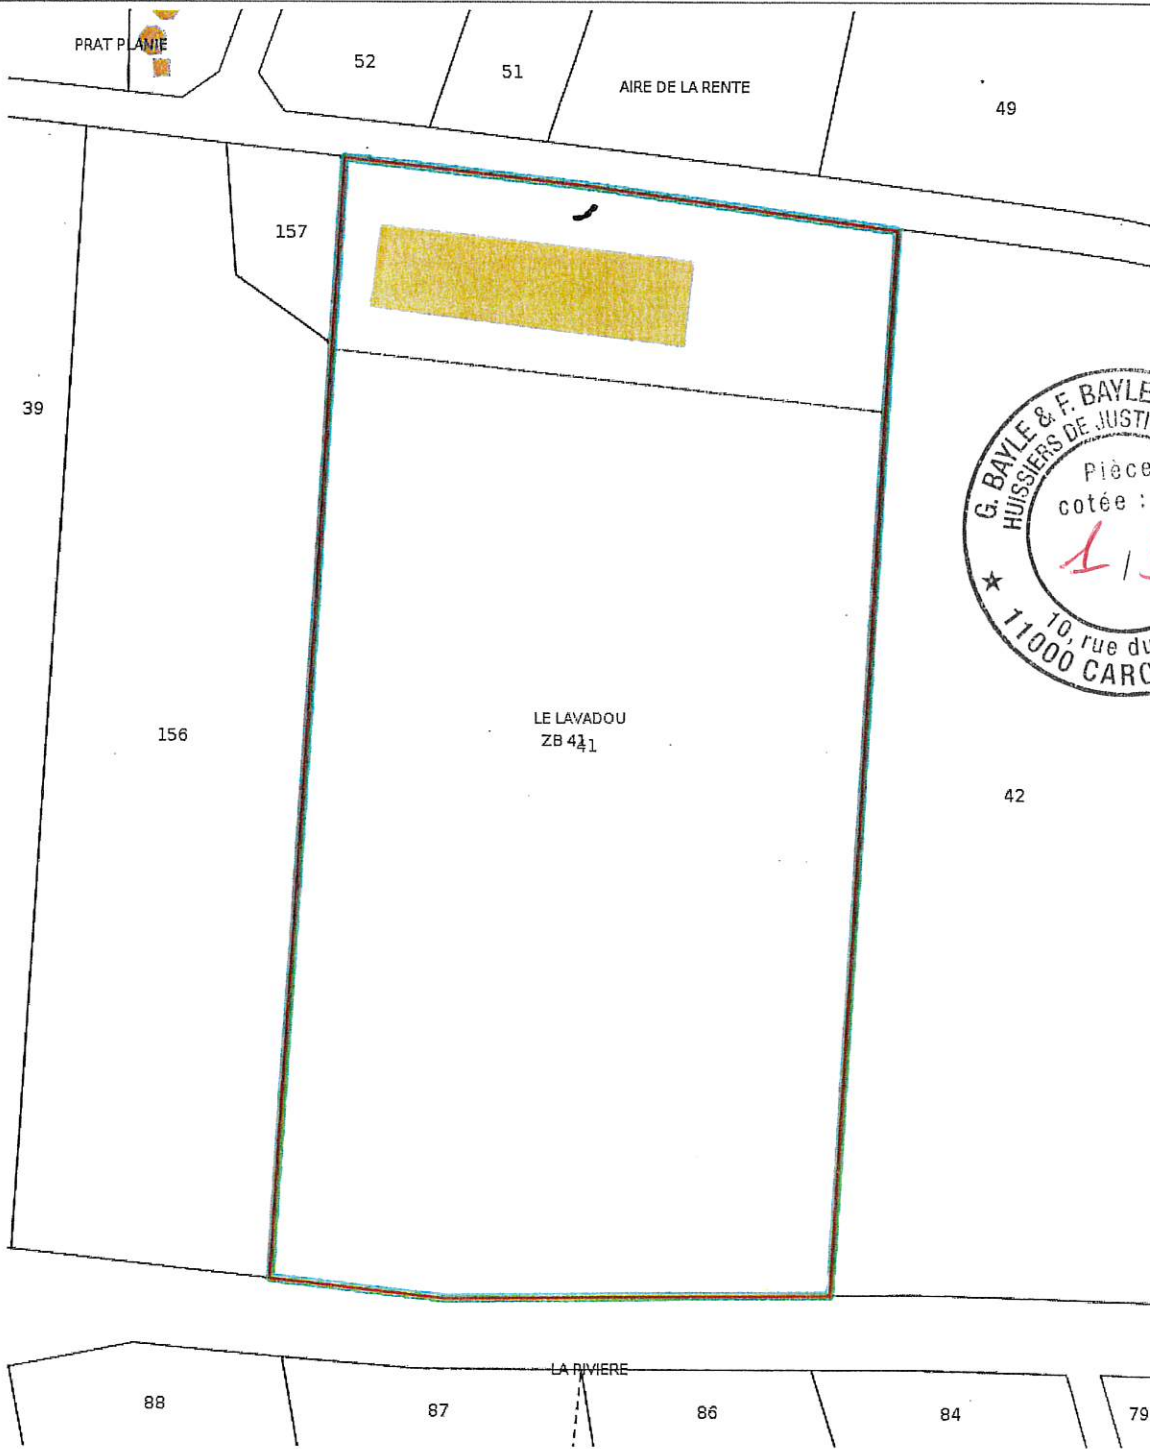 PRAT PLANIE
52
51
AIRE DE LA RENTE
49
157
39
G. BAYLE & F. BAYLE
HUISSIERS DE JUSTI
Pièce
cotée :
1 /
10, rue du
11000 CARC
LE LAVADOU
ZB 41
41
156
42
LA RIVIERE
88
87
86
84
79